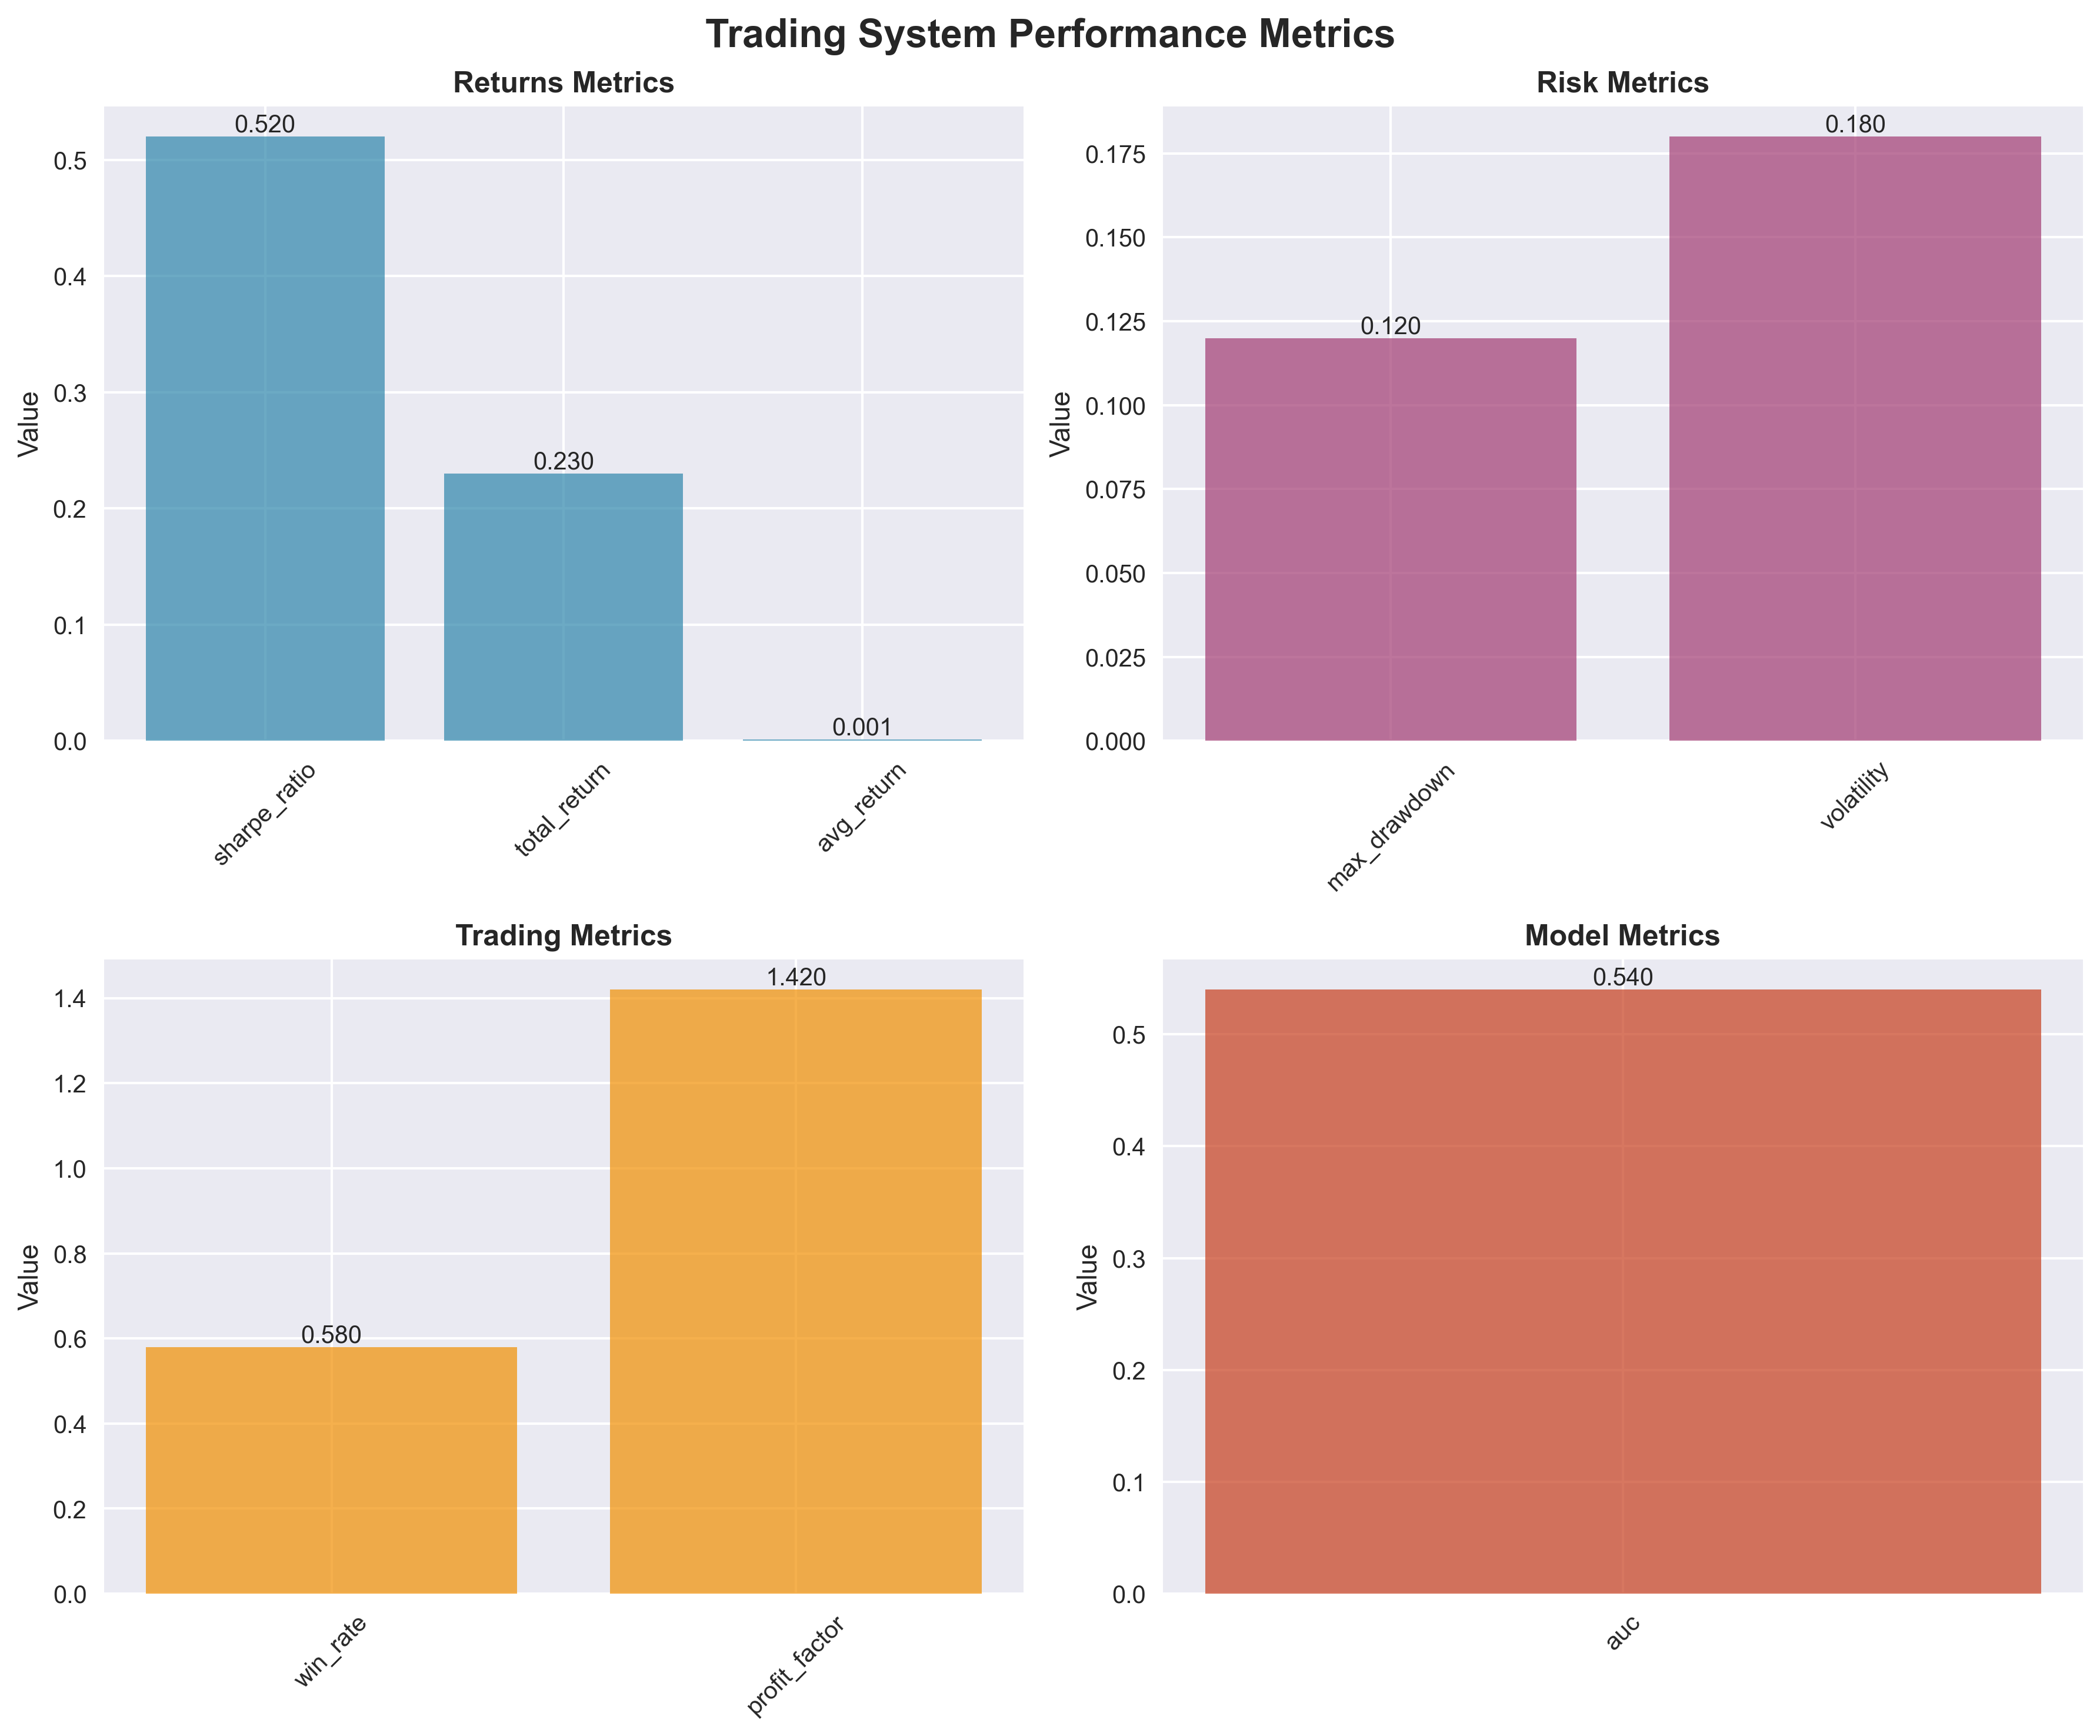 Trading System Performance Metrics
Returns Metrics
0.520
0.230
0.001
0.5
0.4
0.3
0.2
0.1
0.0
Value
sharpe_ratio
total_return
avg_return
Risk Metrics
0.180
0.120
0.175
0.150
0.125
0.100
0.075
0.050
0.025
0.000
Value
max_drawdown
volatility
Trading Metrics
1.420
0.580
1.4
1.2
1.0
0.8
0.6
0.4
0.2
0.0
Value
win_rate
profit_factor
Model Metrics
0.540
0.5
0.4
0.3
0.2
0.1
0.0
Value
auc